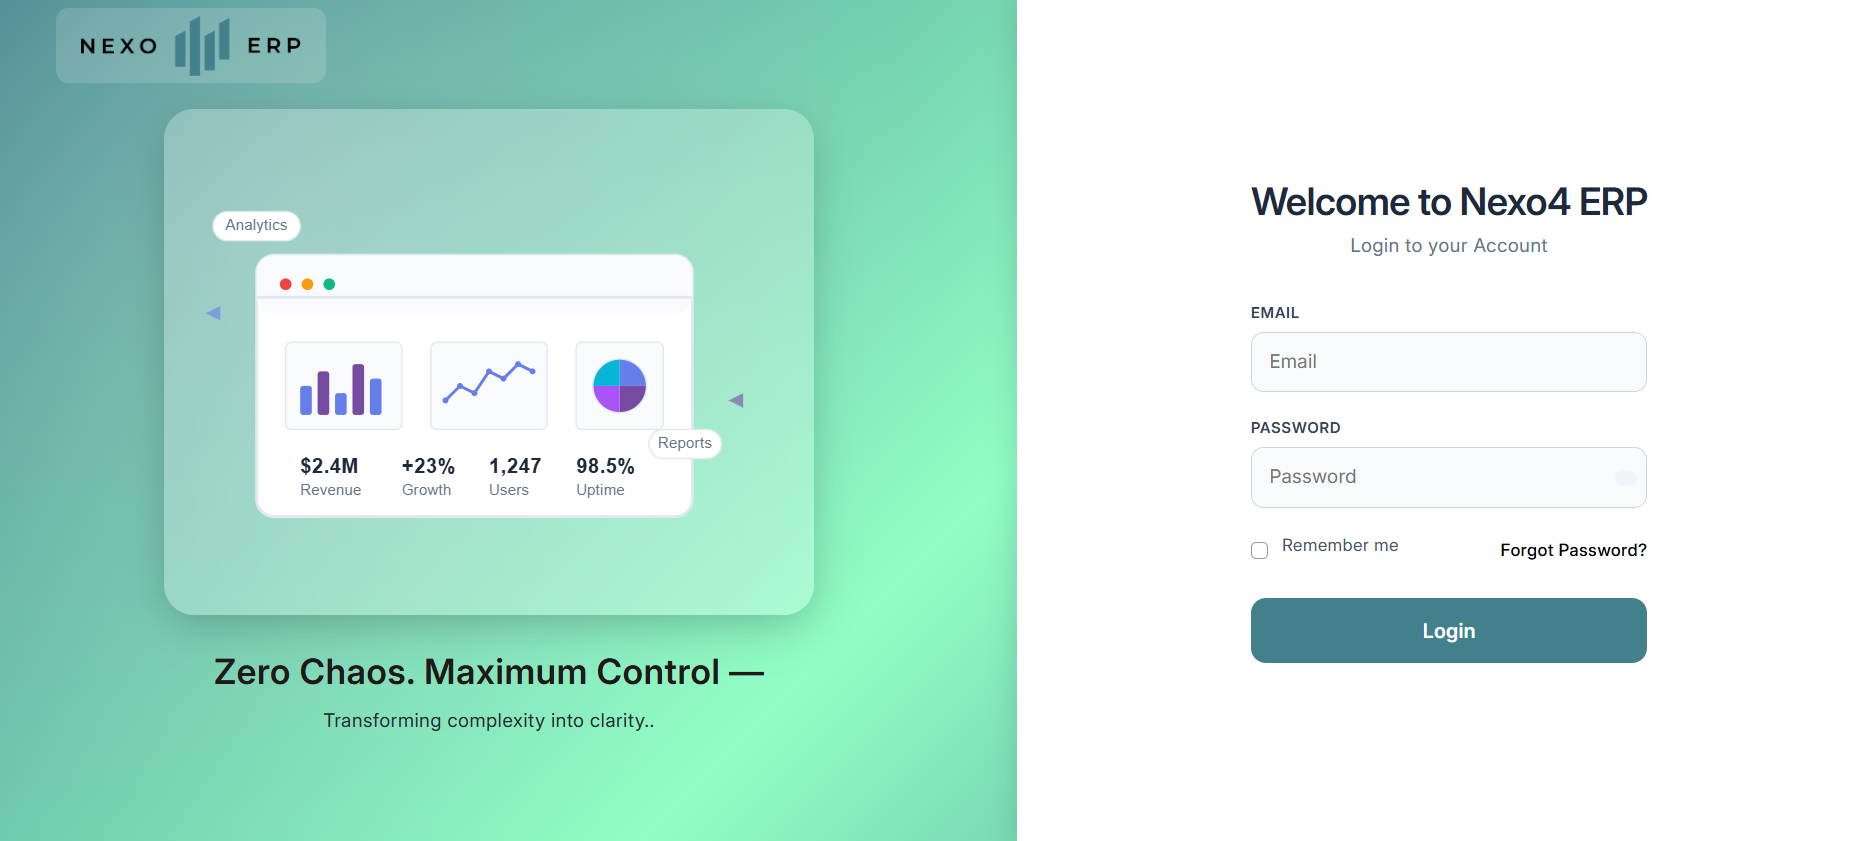 NEXO ERP
Analytics
Reports
$2.4M +23% 1,247 98.5%
Revenue Growth Users Uptime
Zero Chaos. Maximum Control —
Transforming complexity into clarity..
Welcome to Nexo4 ERP
Login to your Account
EMAIL
Email
PASSWORD
Password
Remember me Forgot Password?
Login